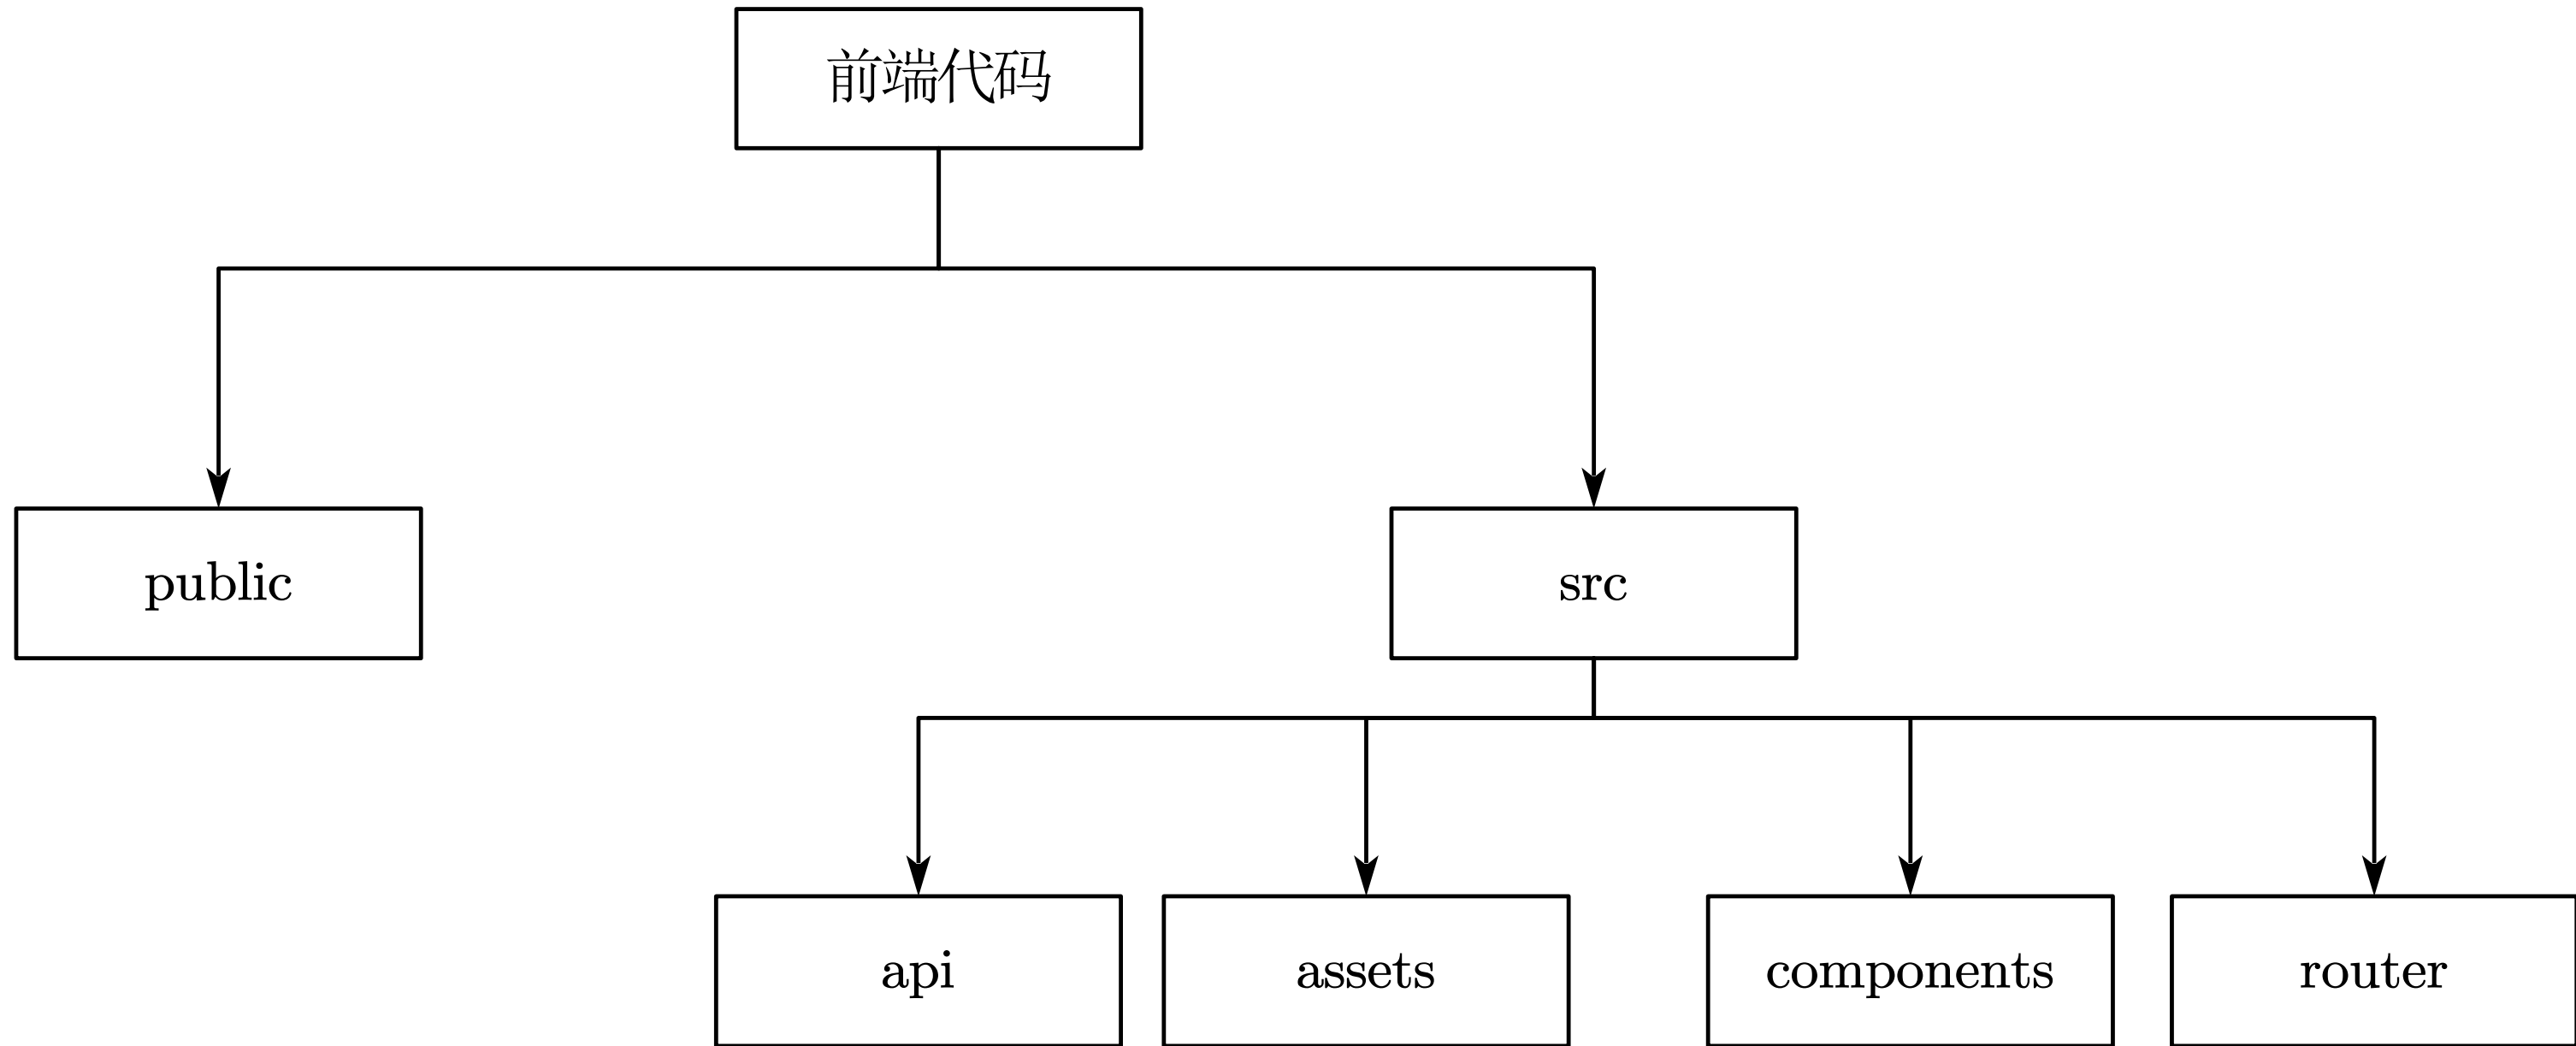 前端代码
public
src
api
assets
components
router